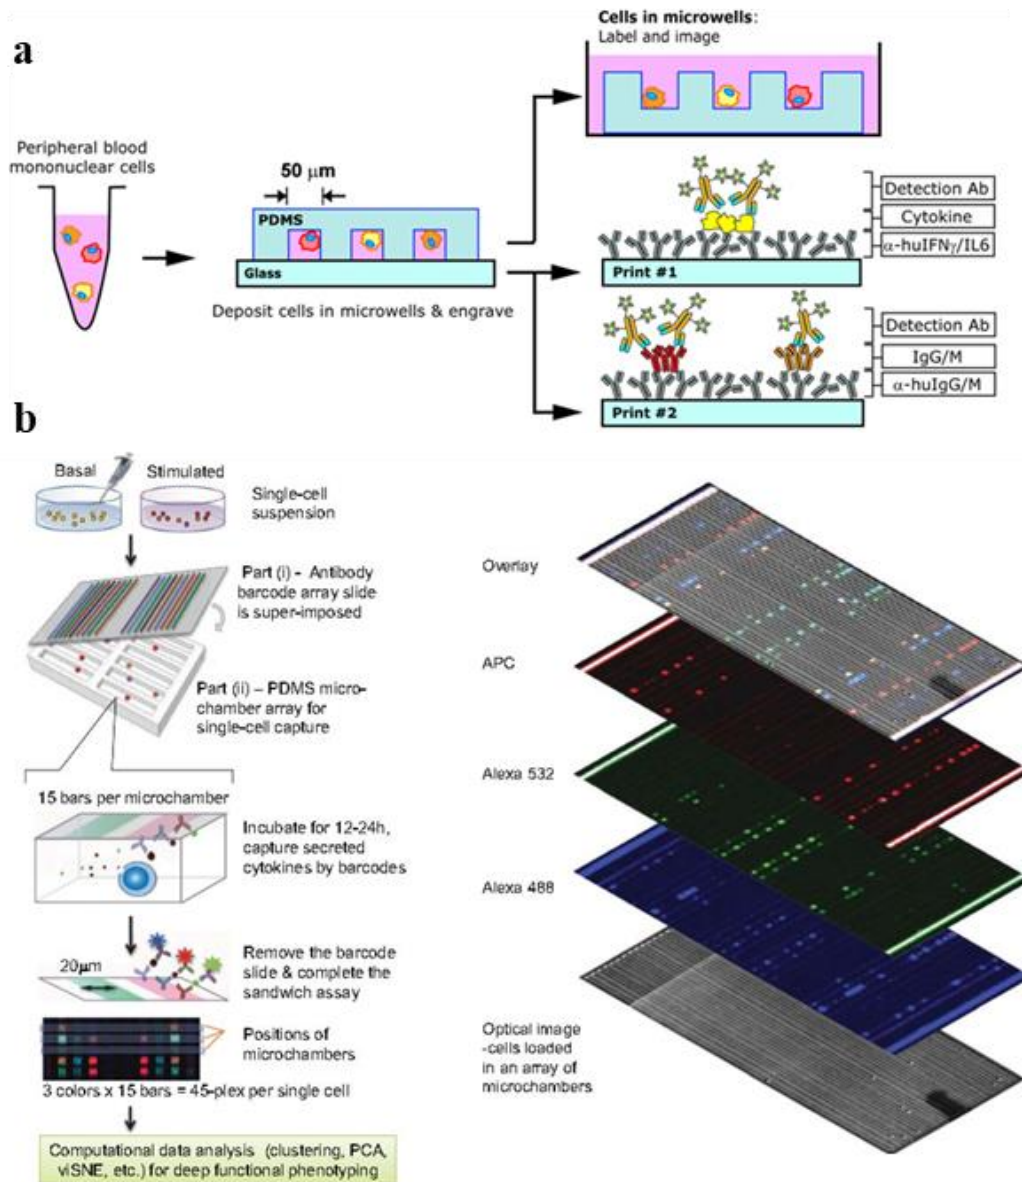 a
Peripheral blood
mononuclear cells
50 μm
PDMS
Glass
Deposit cells in microwells & engrave
Cells in microwells:
Label and image
Detection Ab
Cytokine
α-huIFNγ/IL6
Print #1
Detection Ab
IgG/M
α-huIgG/M
Print #2
b
Basal
Stimulated
Single-cell
suspension
Part (i) - Antibody
barcode array slide
is super-imposed
Part (ii) – PDMS micro-
chamber array for
single-cell capture
15 bars per microchamber
Incubate for 12-24h,
capture secreted
cytokines by barcodes
20μm
Remove the barcode
slide & complete the
sandwich assay
Positions of
microchambers
3 colors x 15 bars = 45-plex per single cell
Computational data analysis (clustering, PCA,
viSNE, etc.) for deep functional phenotyping
Overlay
APC
Alexa 532
Alexa 488
Optical image
-cells loaded
in an array of
microchambers